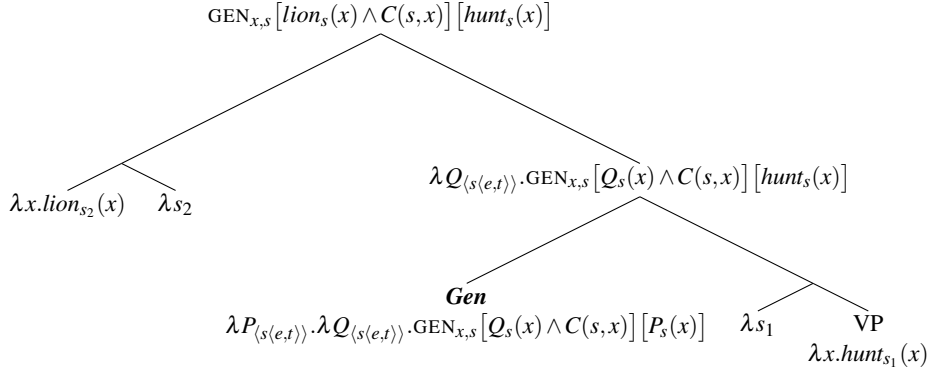 GEN_{x,s}[lion_s(x) ∧ C(s,x)][hunt_s(x)]
λx.lion_{s_2}(x) λs_2
λQ_{⟨s⟨e,t⟩⟩}.GEN_{x,s}[Q_s(x) ∧ C(s,x)][hunt_s(x)]
Gen
λP_{⟨s⟨e,t⟩⟩}.λQ_{⟨s⟨e,t⟩⟩}.GEN_{x,s}[Q_s(x) ∧ C(s,x)][P_s(x)]
λs_1 VP
λx.hunt_{s_1}(x)